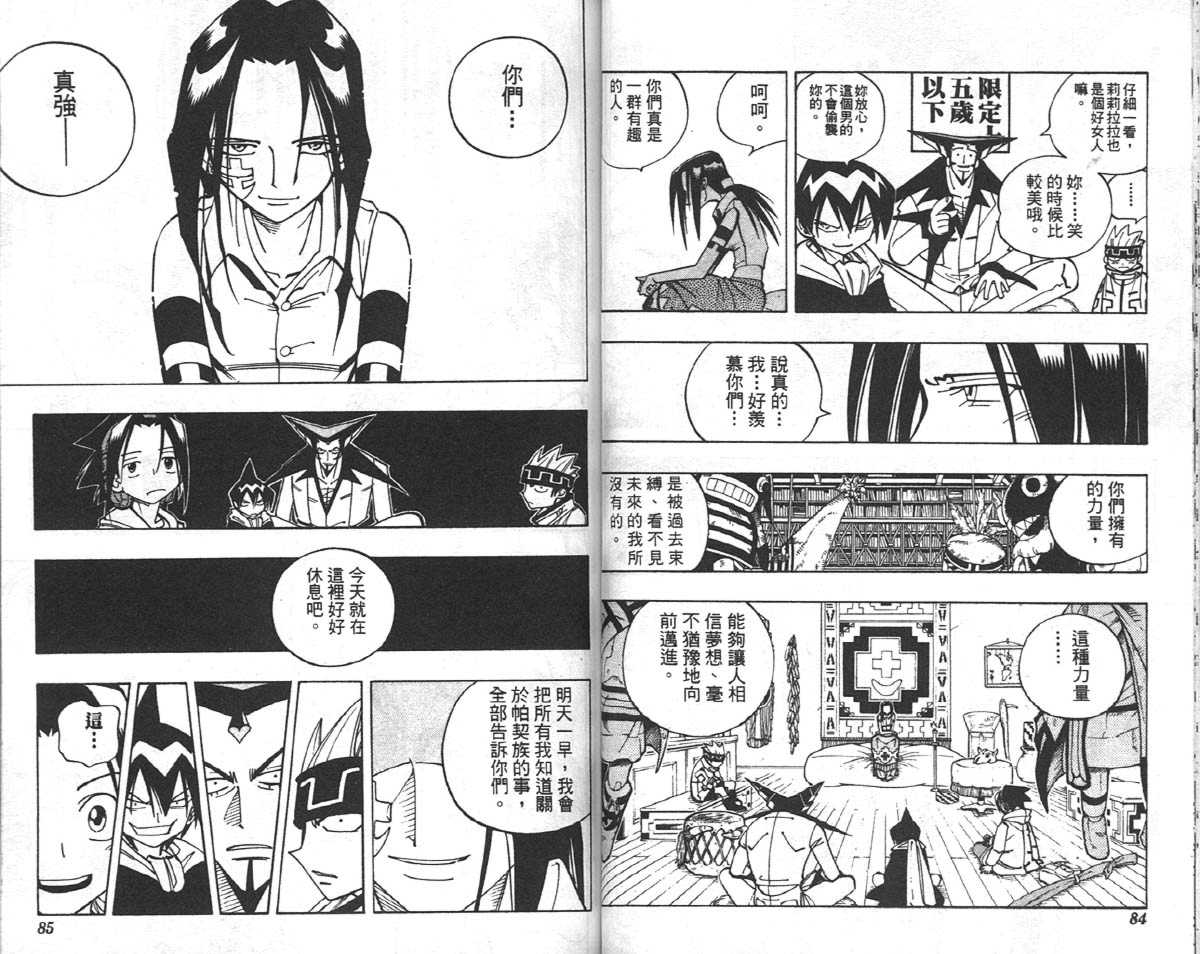 仔細一看，
莉莉拉拉也
是個好女人
嘛。
……
妳……笑
的時候比
較美哦。
限定十
五歲
以下
妳放心，
這個男的
不會偷襲
妳的。
呵呵。
你們真是
一群有趣
的人。
說真的…
我…好羨
慕你們…
你們擁有
的力量，
是被過去束
縛、看不見
未來的我所
沒有的。
這種力量
……
能夠讓人相
信夢想、毫
不猶豫地向
前邁進。
84
你們…
真強—
今天就在
這裡好好
休息吧。
明天一早，我會
把所有我知道關
於帕契族的事，
全部告訴你們。
這…
85